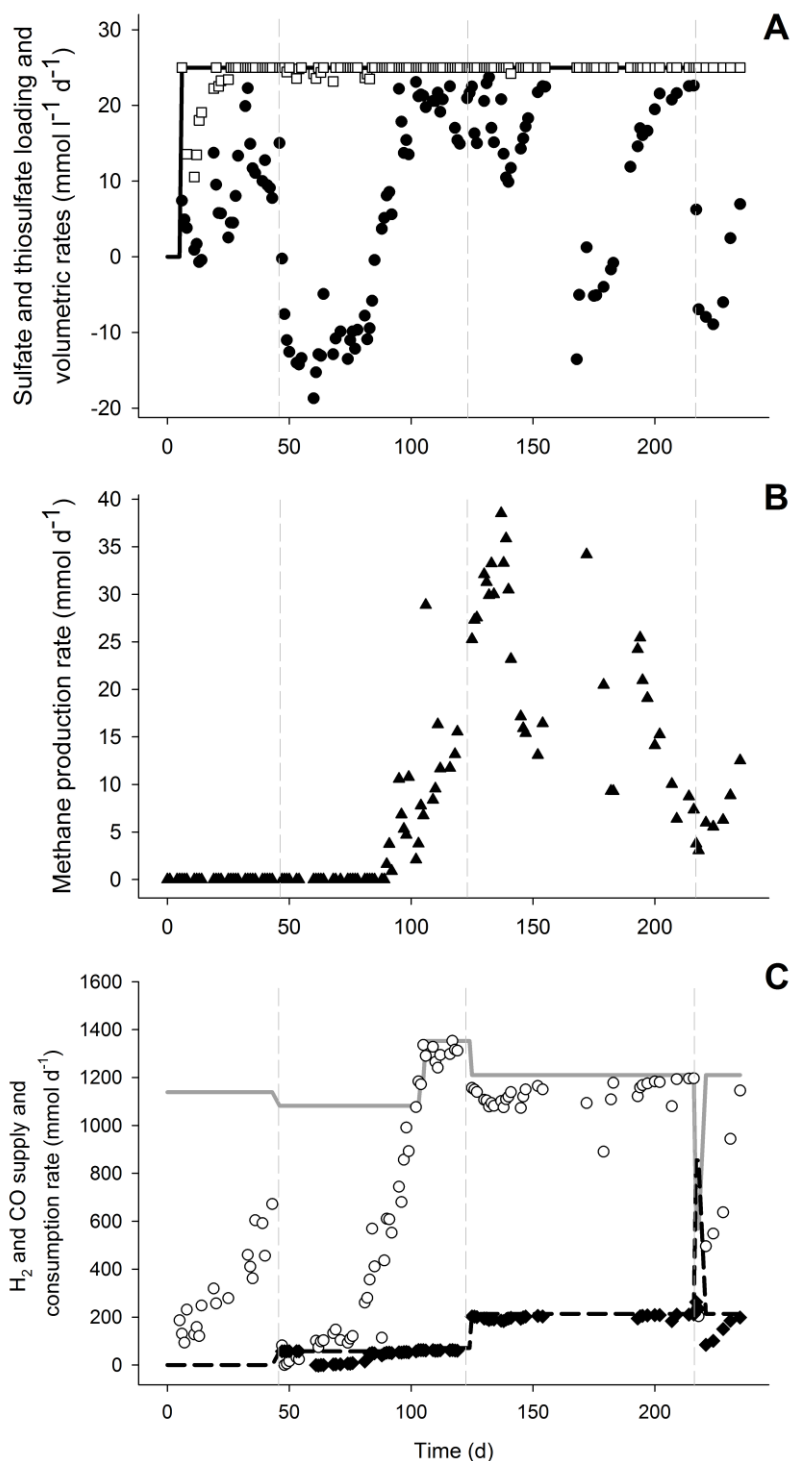 A
Sulfate and thiosulfate loading and
volumetric rates (mmol l⁻¹ d⁻¹)
30
20
10
0
-10
-20
0 50 100 150 200
B
Methane production rate (mmol d⁻¹)
40
35
30
25
20
15
10
5
0
0 50 100 150 200
C
H₂ and CO supply and
consumption rate (mmol d⁻¹)
1600
1400
1200
1000
800
600
400
200
0
0 50 100 150 200
Time (d)